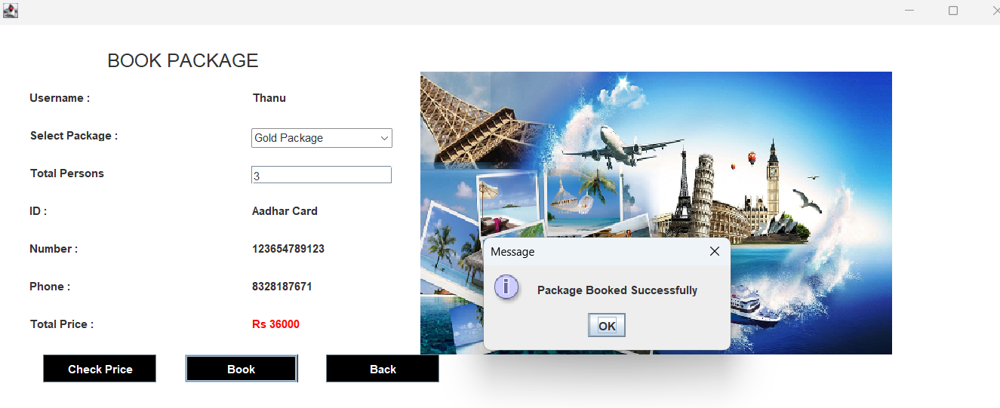 BOOK PACKAGE
Username : Thanu
Select Package : Gold Package
Total Persons 3
ID : Aadhar Card
Number : 123654789123
Phone : 8328187671
Total Price : Rs 36000
Check Price Book Back
Message
Package Booked Successfully
OK